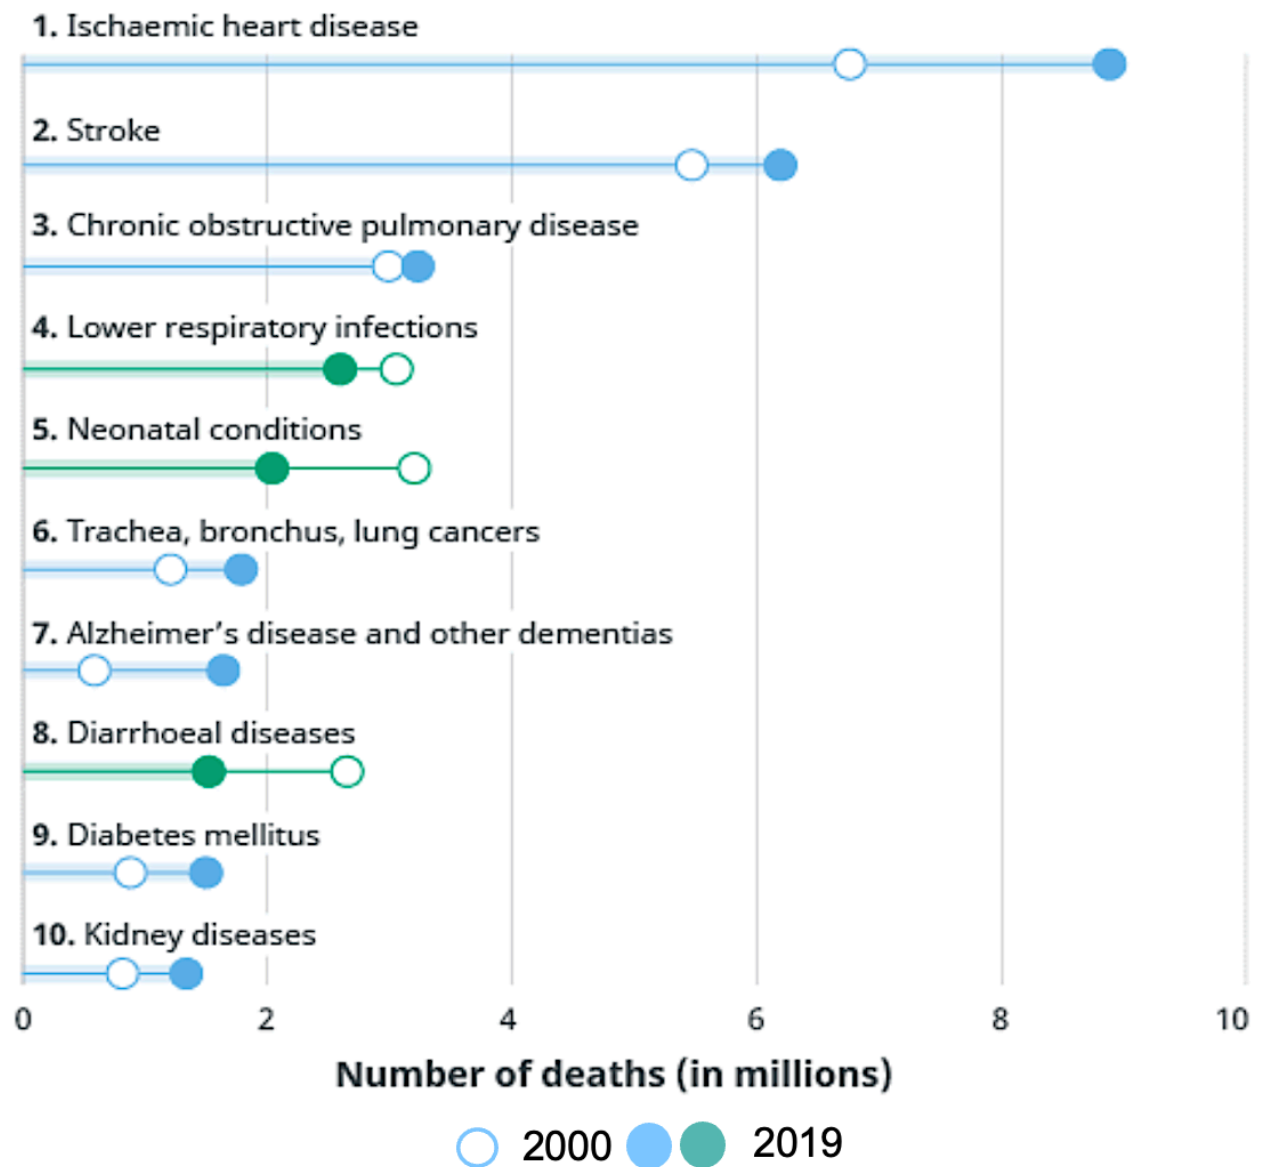 1. Ischaemic heart disease
2. Stroke
3. Chronic obstructive pulmonary disease
4. Lower respiratory infections
5. Neonatal conditions
6. Trachea, bronchus, lung cancers
7. Alzheimer’s disease and other dementias
8. Diarrhoeal diseases
9. Diabetes mellitus
10. Kidney diseases
0 2 4 6 8 10
Number of deaths (in millions)
2000 2019